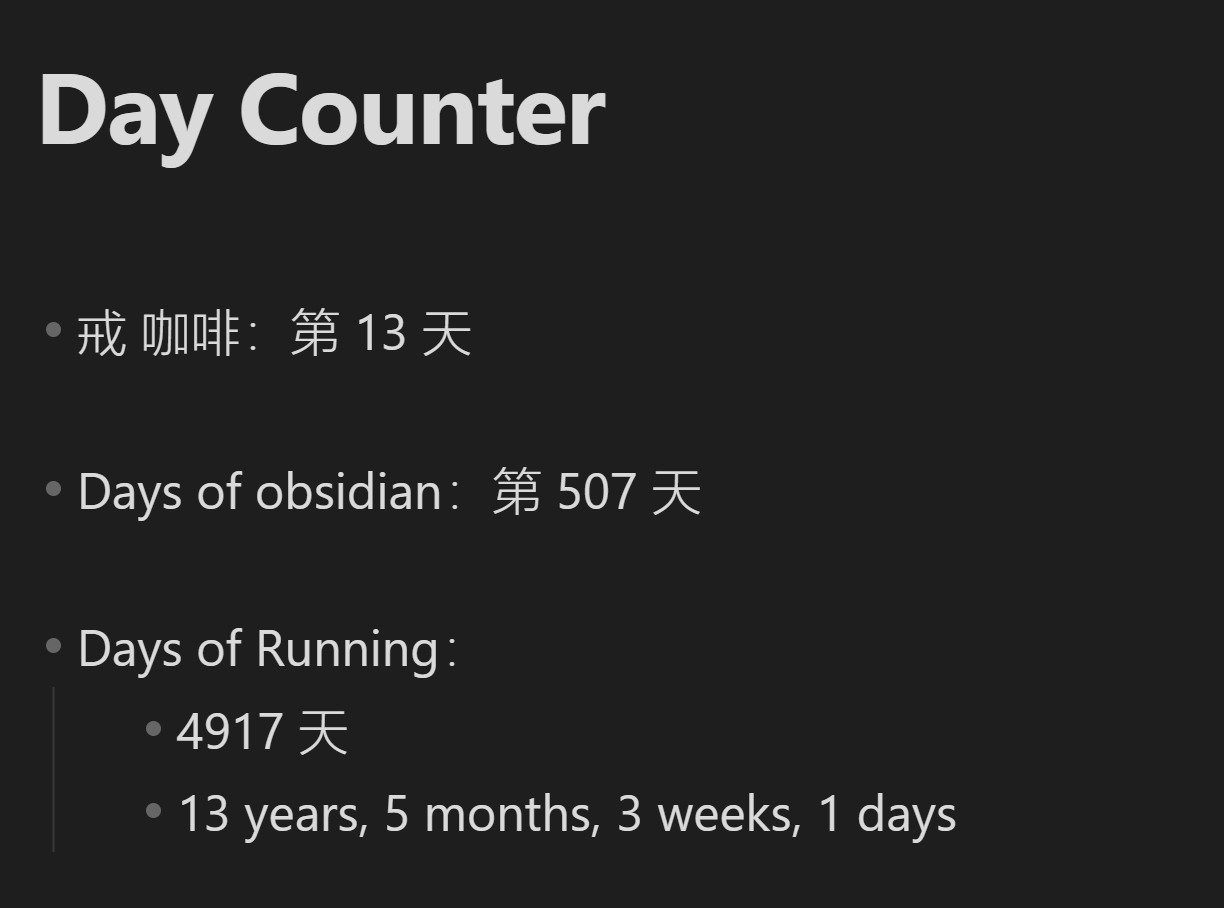 Day Counter
戒 咖啡：第 13 天
Days of obsidian：第 507 天
Days of Running：
4917 天
13 years, 5 months, 3 weeks, 1 days